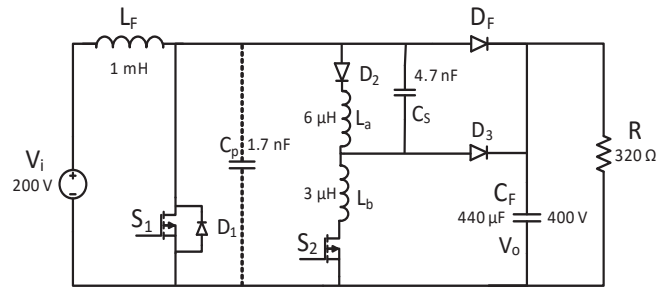 L_F
1 mH
D_F
D_2
4.7 nF
6 µH
L_a
C_S
C_p
1.7 nF
D_3
R
320 Ω
V_i
200 V
3 µH
L_b
C_F
440 µF
400 V
S_1
D_1
S_2
V_o